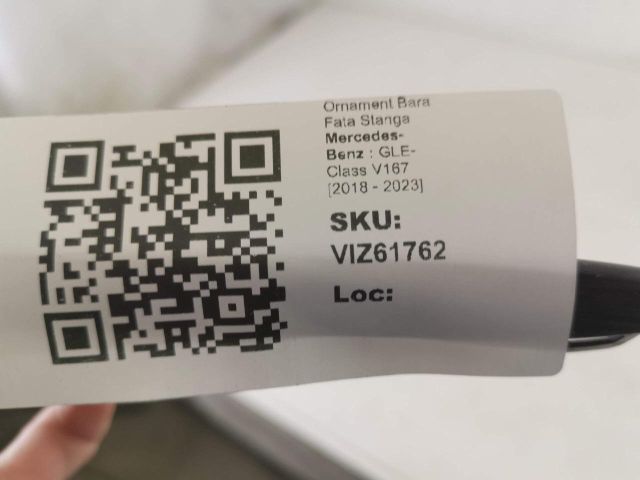 Ornament Bara
Fata Stanga
Mercedes-
Benz : GLE-
Class V167
[2018 - 2023]
SKU:
VIZ61762
Loc: